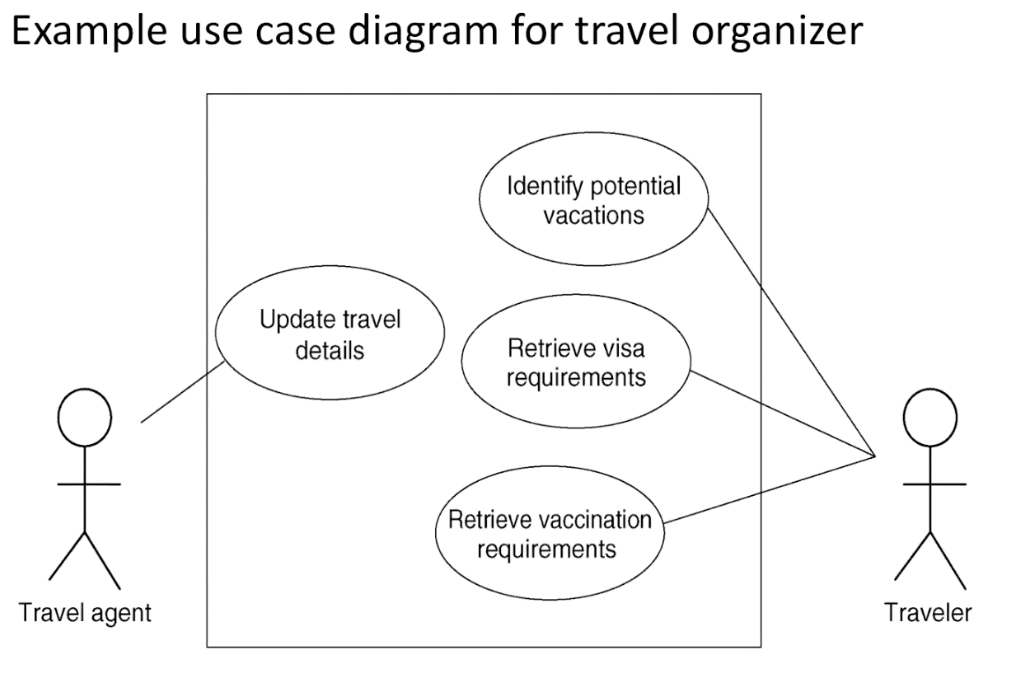 Example use case diagram for travel organizer
Identify potential
vacations
Update travel
details
Retrieve visa
requirements
Retrieve vaccination
requirements
Travel agent
Traveler